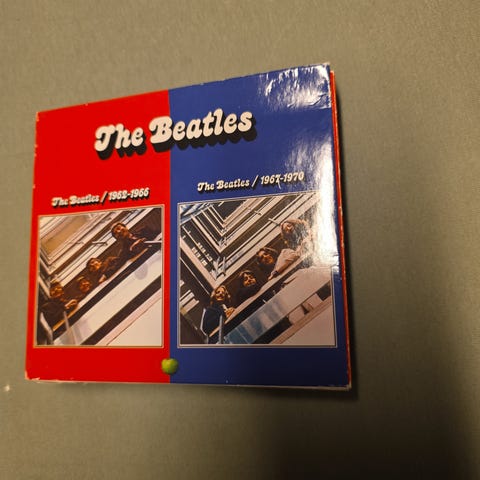 The Beatles
The Beatles / 1962-1966
The Beatles / 1967-1970